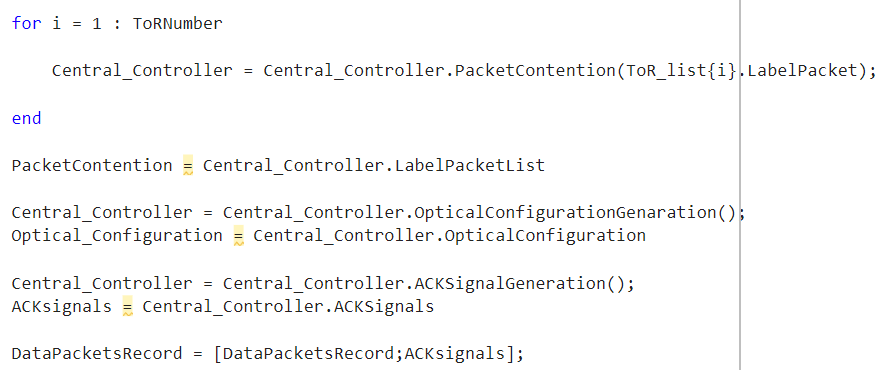 for i = 1 : ToRNumber
Central_Controller = Central_Controller.PacketContention(ToR_list{i}.LabelPacket);
end
PacketContention = Central_Controller.LabelPacketList
Central_Controller = Central_Controller.OpticalConfigurationGenaration();
Optical_Configuration = Central_Controller.OpticalConfiguration
Central_Controller = Central_Controller.ACKSignalGeneration();
ACKsignals = Central_Controller.ACKSignals
DataPacketsRecord = [DataPacketsRecord;ACKsignals];